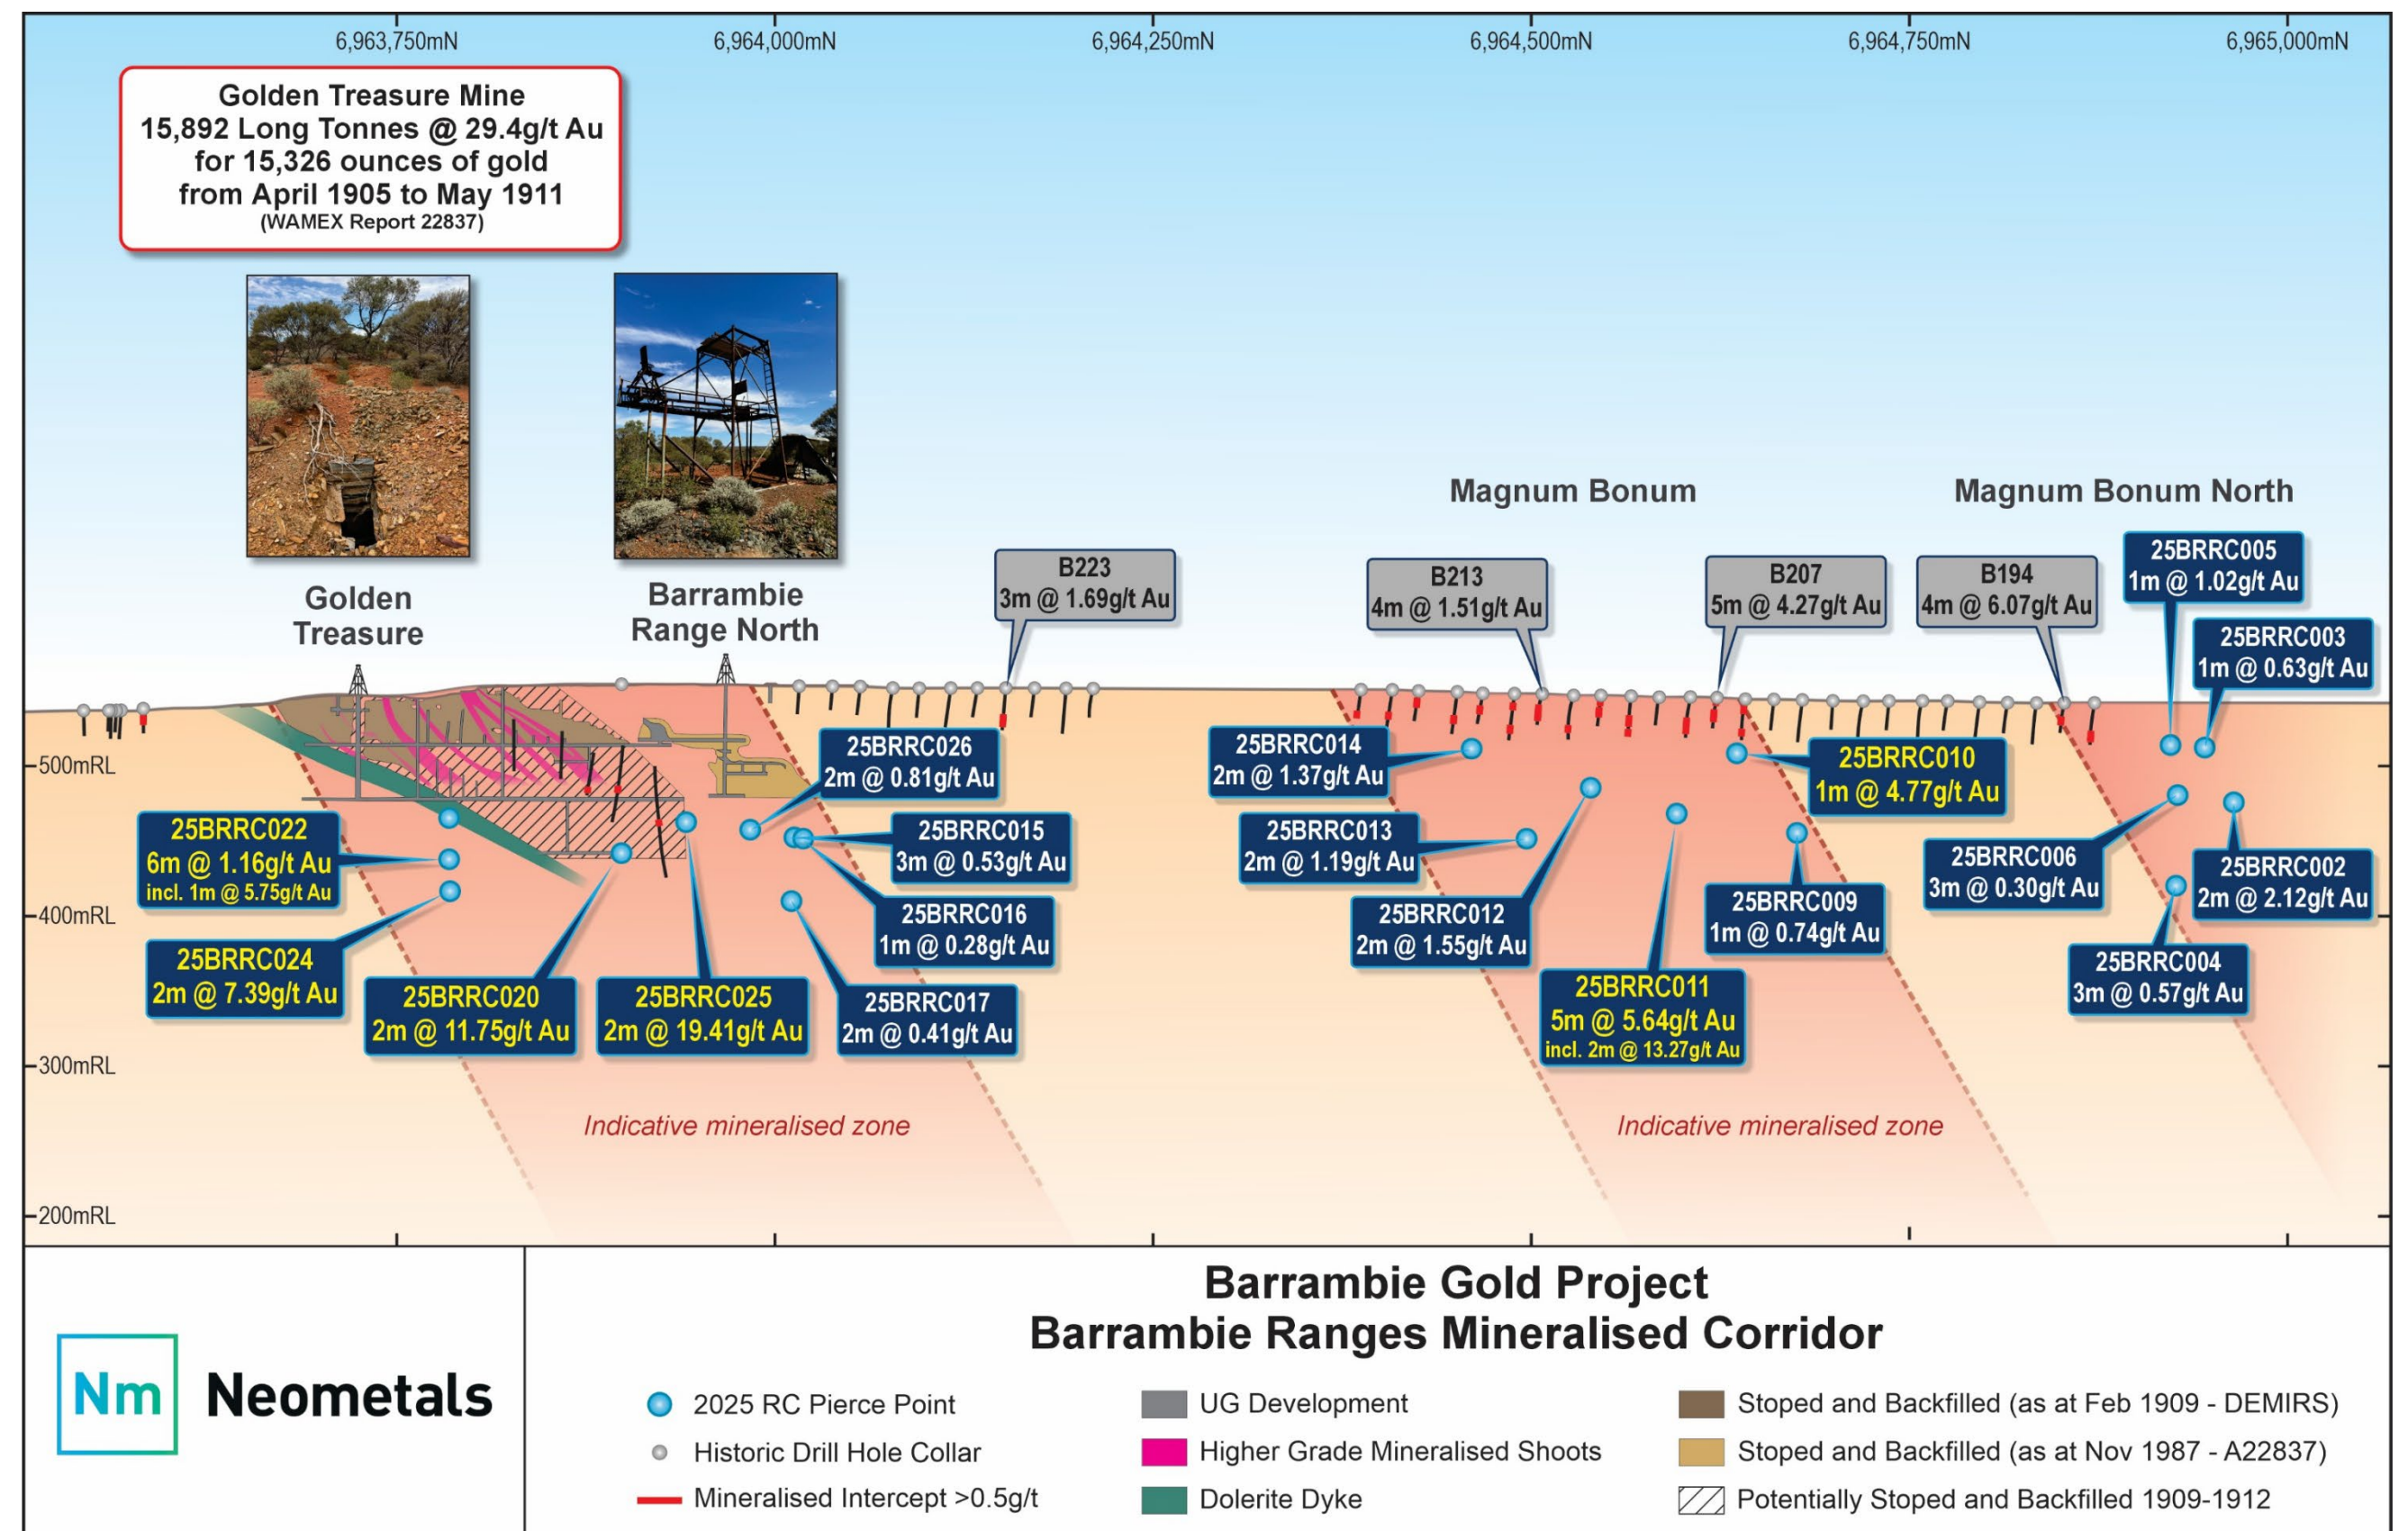 6,963,750mN
6,964,000mN
6,964,250mN
6,964,500mN
6,964,750mN
6,965,000mN
Golden Treasure Mine
15,892 Long Tonnes @ 29.4g/t Au
for 15,326 ounces of gold
from April 1905 to May 1911
(WAMEX Report 22837)
Golden
Treasure
Barrambie
Range North
Magnum Bonum
Magnum Bonum North
B223
3m @ 1.69g/t Au
B213
4m @ 1.51g/t Au
B207
5m @ 4.27g/t Au
B194
4m @ 6.07g/t Au
25BRRC005
1m @ 1.02g/t Au
25BRRC003
1m @ 0.63g/t Au
500mRL
400mRL
300mRL
200mRL
25BRRC026
2m @ 0.81g/t Au
25BRRC014
2m @ 1.37g/t Au
25BRRC010
1m @ 4.77g/t Au
25BRRC022
6m @ 1.16g/t Au
incl. 1m @ 5.75g/t Au
25BRRC015
3m @ 0.53g/t Au
25BRRC013
2m @ 1.19g/t Au
25BRRC006
3m @ 0.30g/t Au
25BRRC002
2m @ 2.12g/t Au
25BRRC016
1m @ 0.28g/t Au
25BRRC012
2m @ 1.55g/t Au
25BRRC009
1m @ 0.74g/t Au
25BRRC024
2m @ 7.39g/t Au
25BRRC020
2m @ 11.75g/t Au
25BRRC025
2m @ 19.41g/t Au
25BRRC017
2m @ 0.41g/t Au
25BRRC011
5m @ 5.64g/t Au
incl. 2m @ 13.27g/t Au
25BRRC004
3m @ 0.57g/t Au
Indicative mineralised zone
Indicative mineralised zone
Barrambie Gold Project
Barrambie Ranges Mineralised Corridor
Nm Neometals
2025 RC Pierce Point
Historic Drill Hole Collar
Mineralised Intercept >0.5g/t
UG Development
Higher Grade Mineralised Shoots
Dolerite Dyke
Stoped and Backfilled (as at Feb 1909 - DEMIRS)
Stoped and Backfilled (as at Nov 1987 - A22837)
Potentially Stoped and Backfilled 1909-1912